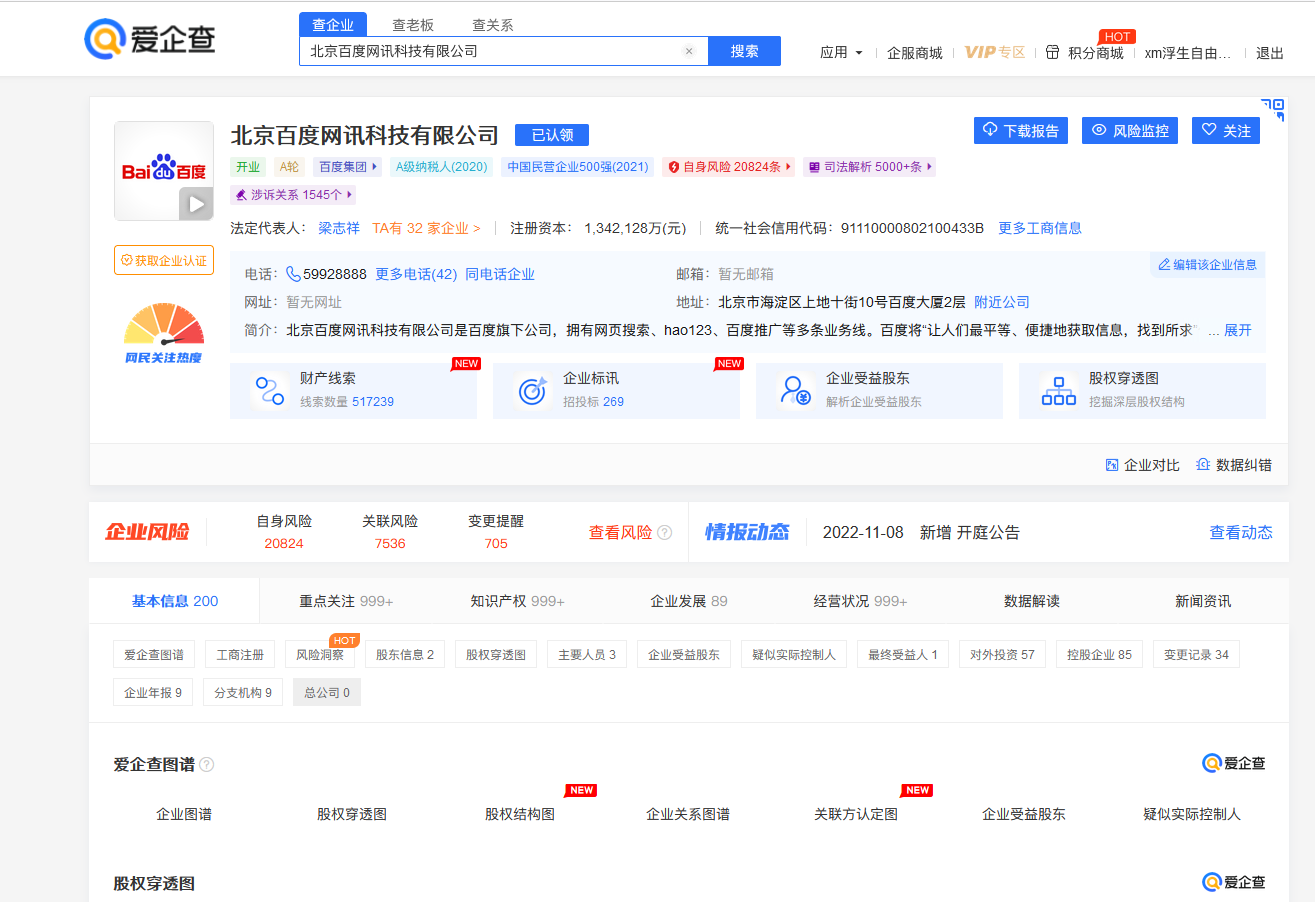 爱企查
查企业 查老板 查关系
北京百度网讯科技有限公司 × 搜索
应用 企服商城 VIP专区 积分商城 HOT xm浮生自由... 退出
Bai du 百度
北京百度网讯科技有限公司 已认领
下载报告 风险监控 关注
开业 A轮 百度集团 A级纳税人(2020) 中国民营企业500强(2021) 自身风险 20824条 司法解析 5000+条
涉诉关系 1545个
法定代表人： 梁志祥 TA有 32 家企业 > 注册资本： 1,342,128万(元) 统一社会信用代码：91110000802100433B 更多工商信息
获取企业认证
电话：59928888 更多电话(42) 同电话企业 邮箱：暂无邮箱 编辑该企业信息
网址：暂无网址 地址：北京市海淀区上地十街10号百度大厦2层 附近公司
简介：北京百度网讯科技有限公司是百度旗下公司，拥有网页搜索、hao123、百度推广等多条业务线。百度将“让人们最平等、便捷地获取信息，找到所求” ... 展开
网民关注热度
财产线索 NEW 企业标讯 NEW 企业受益股东 股权穿透图
线索数量 517239 招投标 269 解析企业受益股东 挖掘深层股权结构
企业对比 数据纠错
企业风险 自身风险 关联风险 变更提醒 查看风险 ?
20824 7536 705
情报动态 2022-11-08 新增 开庭公告 查看动态
基本信息 200 重点关注 999+ 知识产权 999+ 企业发展 89 经营状况 999+ 数据解读 新闻资讯
爱企查图谱 工商注册 风险洞察 HOT 股东信息 2 股权穿透图 主要人员 3 企业受益股东 疑似实际控制人 最终受益人 1 对外投资 57 控股企业 85 变更记录 34
企业年报 9 分支机构 9 总公司 0
爱企查图谱 ? 爱企查
企业图谱 股权穿透图 股权结构图 NEW 企业关系图谱 关联方认定图 NEW 企业受益股东 疑似实际控制人
股权穿透图 爱企查